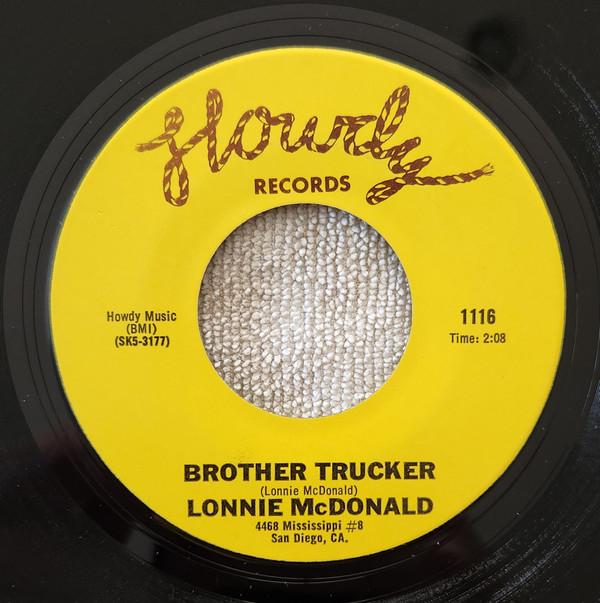 Howdy
RECORDS
Howdy Music
(BMI)
(SK5-3177)
1116
Time: 2:08
BROTHER TRUCKER
(Lonnie McDonald)
LONNIE McDONALD
4468 Mississippi #8
San Diego, CA.